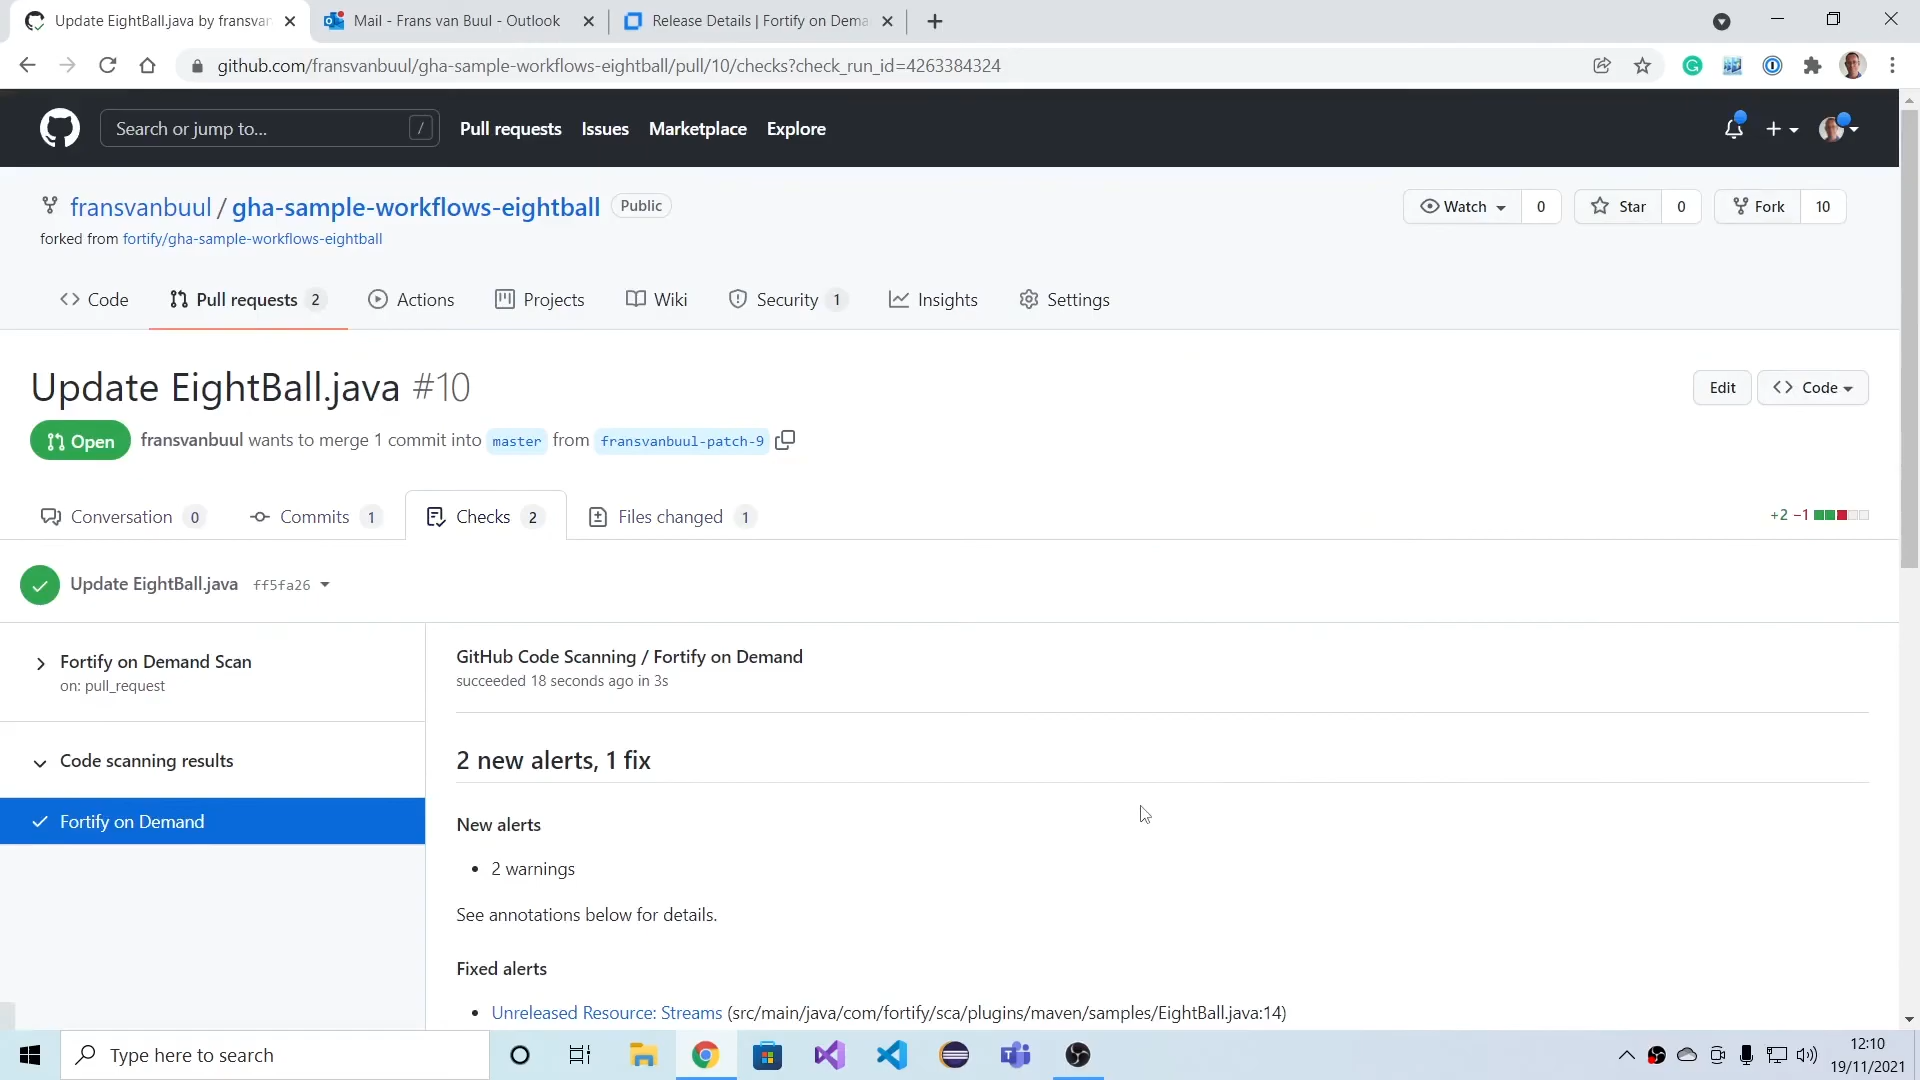 Update EightBall.java by fransvan
Mail - Frans van Buul - Outlook
Release Details | Fortify on Dema
github.com/fransvanbuul/gha-sample-workflows-eightball/pull/10/checks?check_run_id=4263384324
Search or jump to... /
Pull requests Issues Marketplace Explore
fransvanbuul / gha-sample-workflows-eightball Public
Watch 0 Star 0 Fork 10
forked from fortify/gha-sample-workflows-eightball
Code Pull requests 2 Actions Projects Wiki Security 1 Insights Settings
Update EightBall.java #10
Edit Code
Open fransvanbuul wants to merge 1 commit into master from fransvanbuul-patch-9
Conversation 0 Commits 1 Checks 2 Files changed 1
+2 −1
Update EightBall.java ff5fa26
Fortify on Demand Scan
on: pull_request
Code scanning results
Fortify on Demand
GitHub Code Scanning / Fortify on Demand
succeeded 18 seconds ago in 3s
2 new alerts, 1 fix
New alerts
• 2 warnings
See annotations below for details.
Fixed alerts
• Unreleased Resource: Streams (src/main/java/com/fortify/sca/plugins/maven/samples/EightBall.java:14)
Type here to search
12:10
19/11/2021